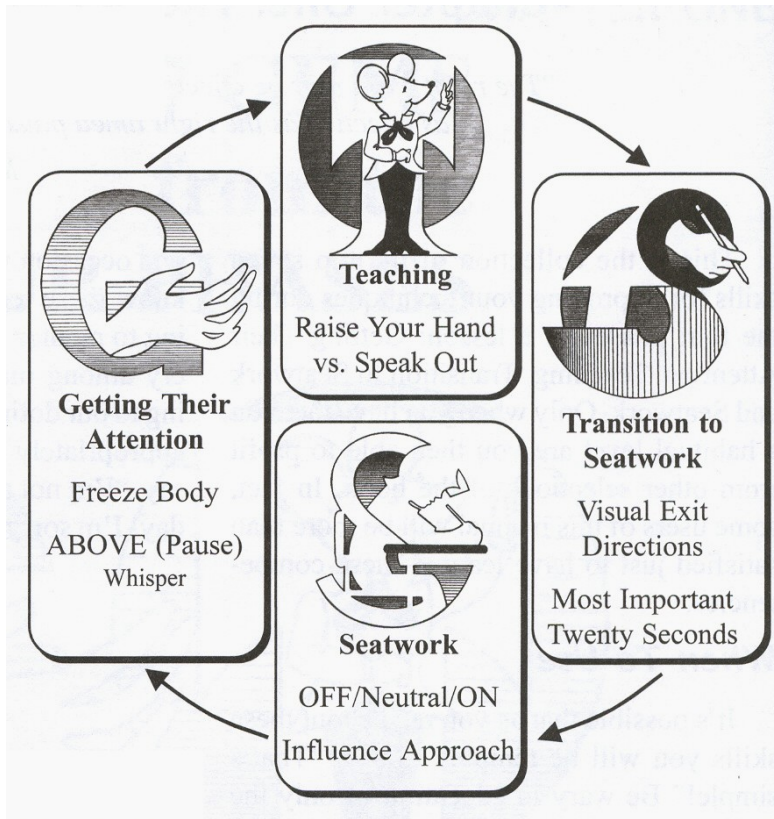 Teaching
Raise Your Hand
vs. Speak Out
Getting Their
Attention
Freeze Body
ABOVE (Pause)
Whisper
Transition to
Seatwork
Visual Exit
Directions
Most Important
Twenty Seconds
Seatwork
OFF/Neutral/ON
Influence Approach